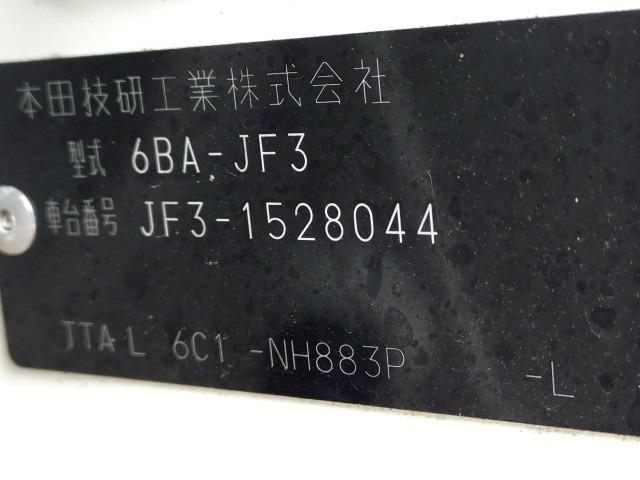 本田技研工業株式会社
型式 6BA-JF3
車台番号 JF3-1528044
TTA L 6C1 -NH883P -L